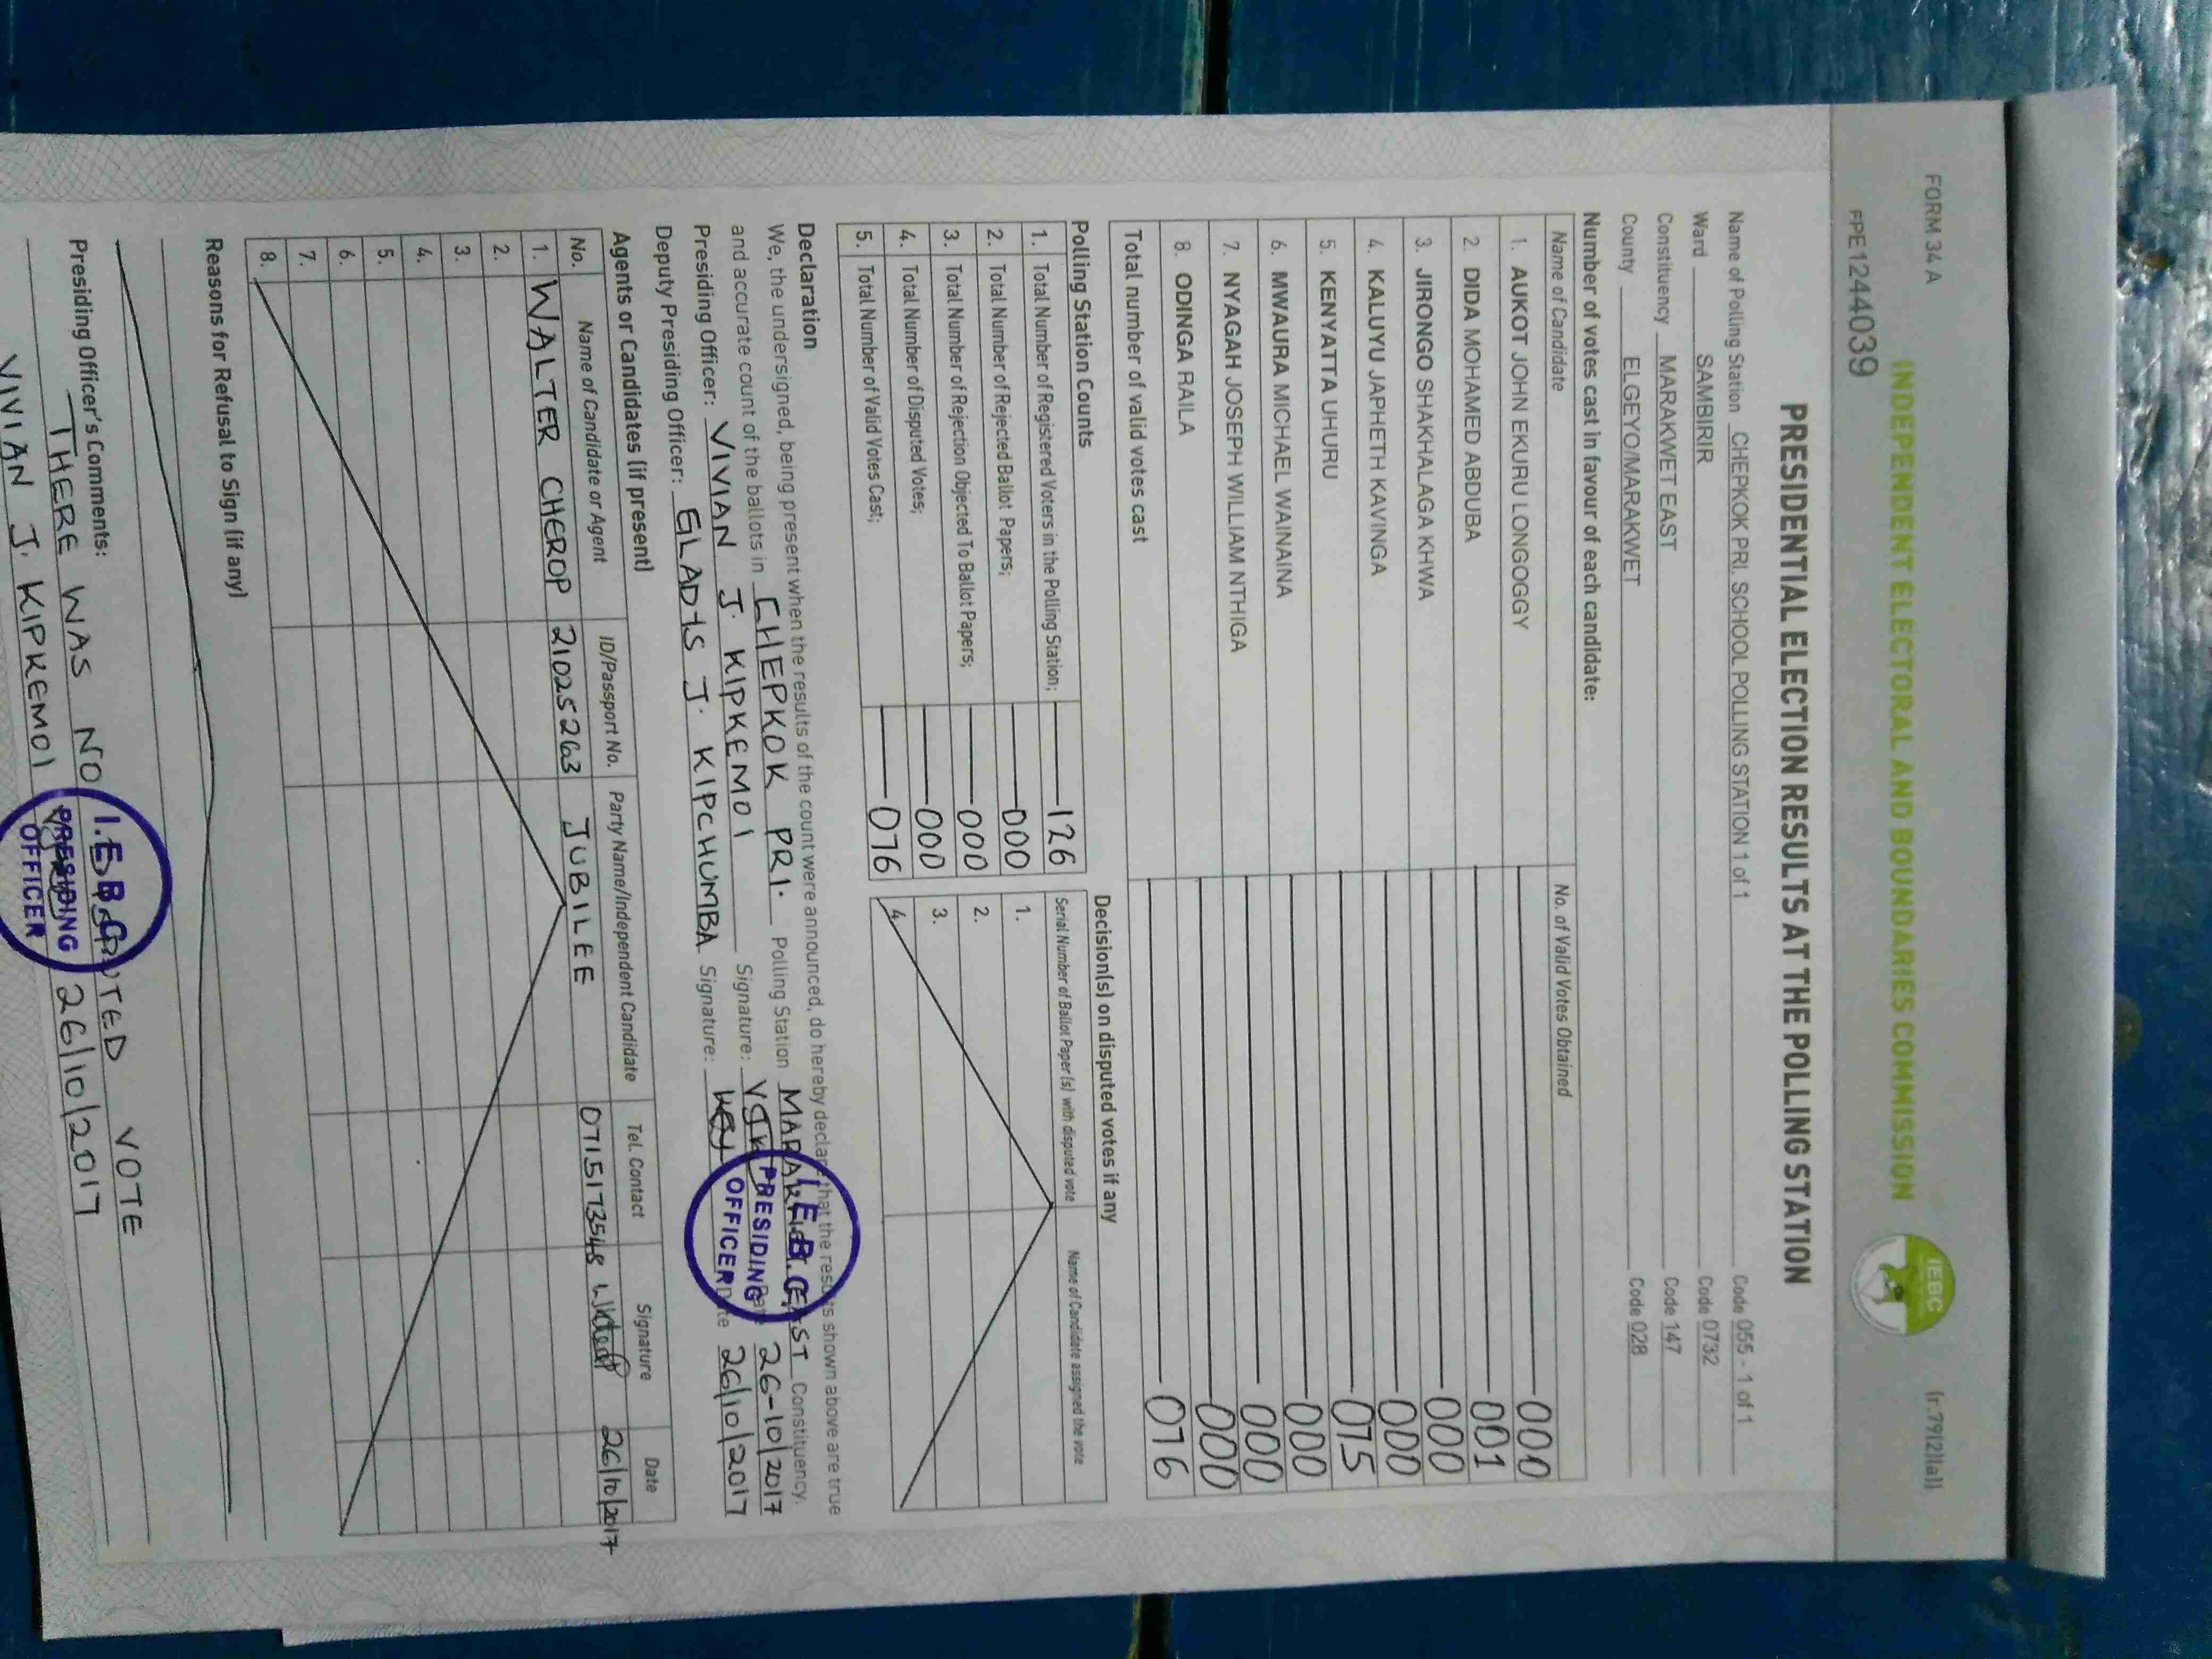 FORM 34 A
(r.79(2)(a))
INDEPENDENT ELECTORAL AND BOUNDARIES COMMISSION
IEBC
FPE1244039
PRESIDENTIAL ELECTION RESULTS AT THE POLLING STATION
Name of Polling Station CHEPKOK PRI. SCHOOL POLLING STATION 1 of 1 Code 055 - 1 of 1
Ward SAMBIRIR Code 0732
Constituency MARAKWET EAST Code 147
County ELGEYO/MARAKWET Code 028
Number of votes cast in favour of each candidate:
Name of Candidate No. of Valid Votes Obtained
1. AUKOT JOHN EKURU LONGOGGY 000
2. DIDA MOHAMED ABDUBA 001
3. JIRONGO SHAKHALAGA KHWA 000
4. KALUYU JAPHETH KAVINGA 000
5. KENYATTA UHURU 075
6. MWAURA MICHAEL WAINAINA 000
7. NYAGAH JOSEPH WILLIAM NTHIGA 000
8. ODINGA RAILA 000
Total number of valid votes cast 076
Polling Station Counts
1. Total Number of Registered Voters in the Polling Station; 126
2. Total Number of Rejected Ballot Papers; 000
3. Total Number of Rejection Objected To Ballot Papers; 000
4. Total Number of Disputed Votes; 000
5. Total Number of Valid Votes Cast; 076
Decision(s) on disputed votes if any
Serial Number of Ballot Paper (s) with disputed vote Name of Candidate assigned the vote
1.
2.
3.
4.
Declaration
We, the undersigned, being present when the results of the count were announced, do hereby declare that the results shown above are true
and accurate count of the ballots in CHEPKOK PRI. Polling Station MARAKWET EAST Constituency.
Presiding Officer: VIVIAN J. KIPKEMOI Signature: Date 26-10/2017
Deputy Presiding Officer: GLADYS J. KIPCHUMBA Signature: Date 26/10/2017
I.E.B.C.
PRESIDING
OFFICER
Agents or Candidates (if present)
No. Name of Candidate or Agent ID/Passport No. Party Name/Independent Candidate Tel. Contact Signature Date
1. WALTER CHEROP 21025263 JUBILEE 0715173548 26/10/2017
2.
3.
4.
5.
6.
7.
8.
Reasons for Refusal to Sign (if any)
Presiding Officer's Comments:
THERE WAS NO DISPUTED VOTE
VIVIAN J. KIPKEMOI 26/10/2017
I.E.B.C.
PRESIDING
OFFICER